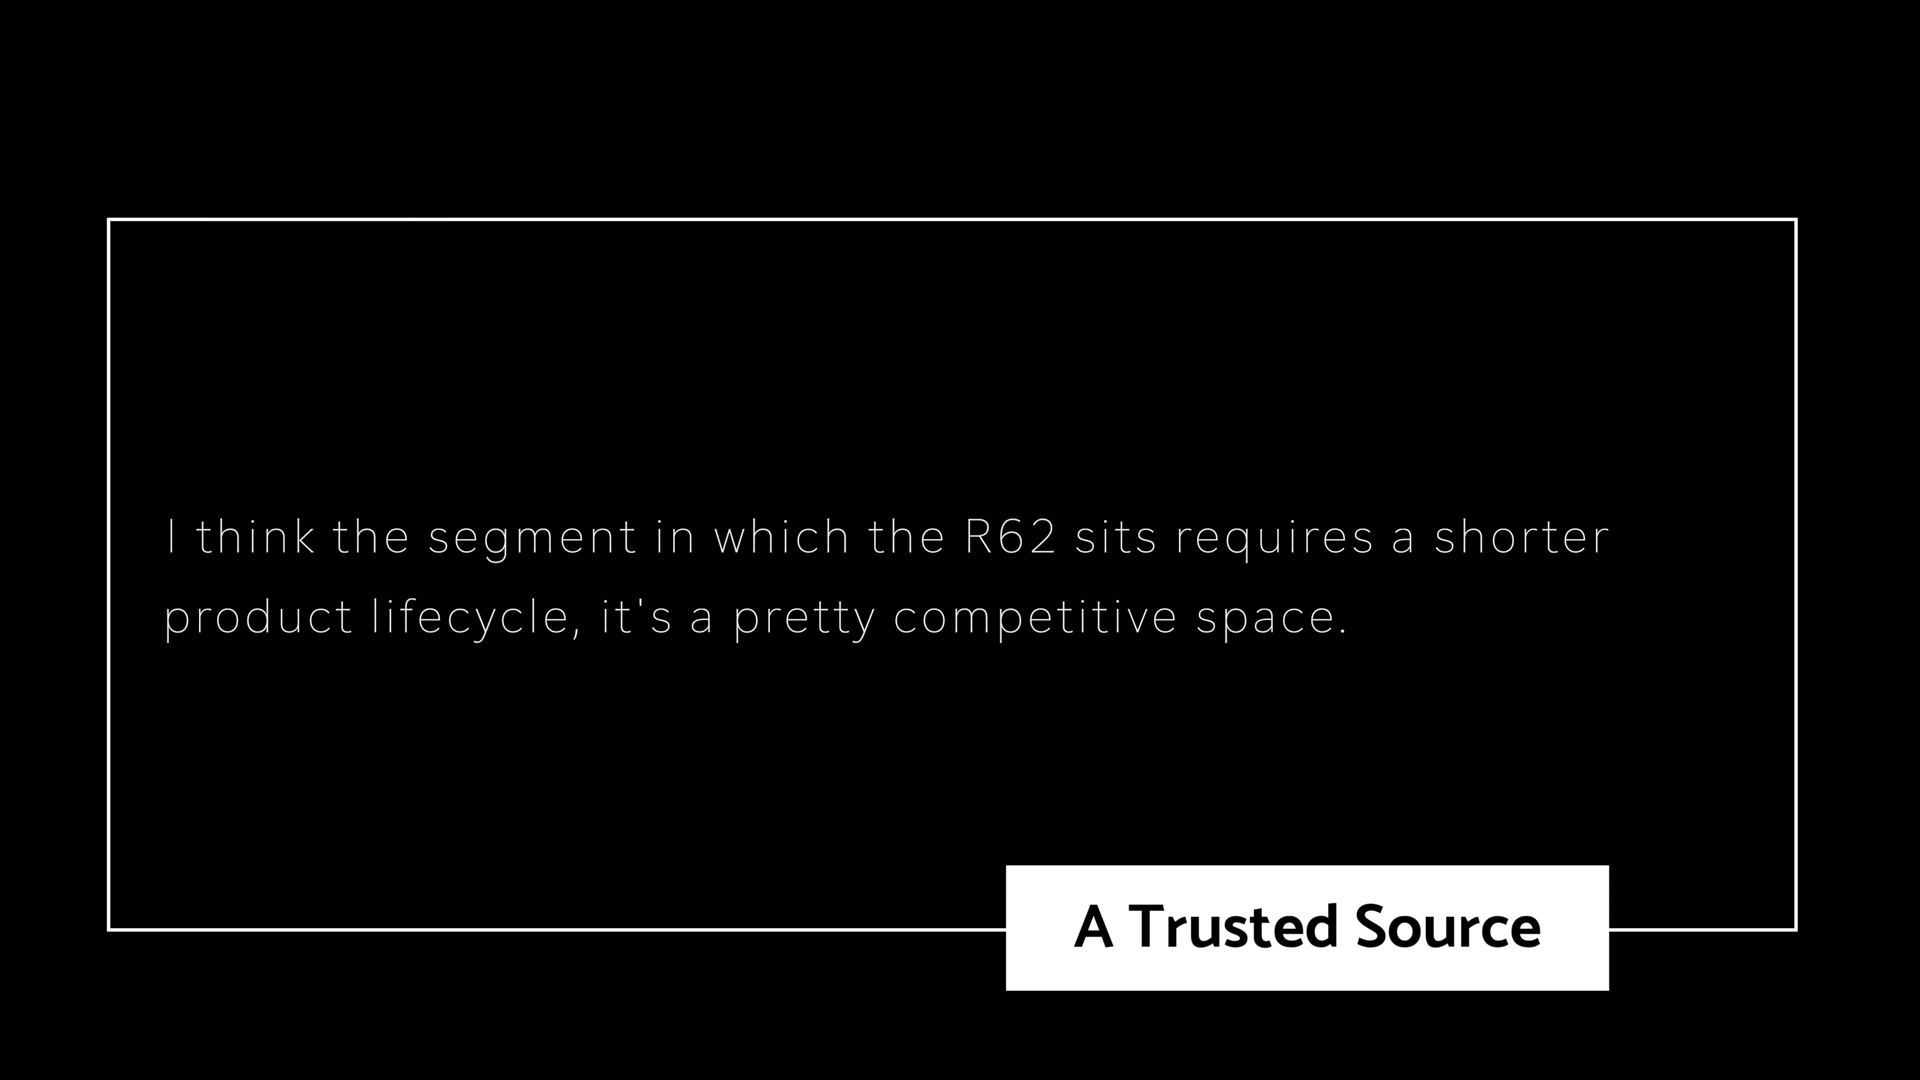 I think the segment in which the R62 sits requires a shorter
product lifecycle, it's a pretty competitive space.
A Trusted Source